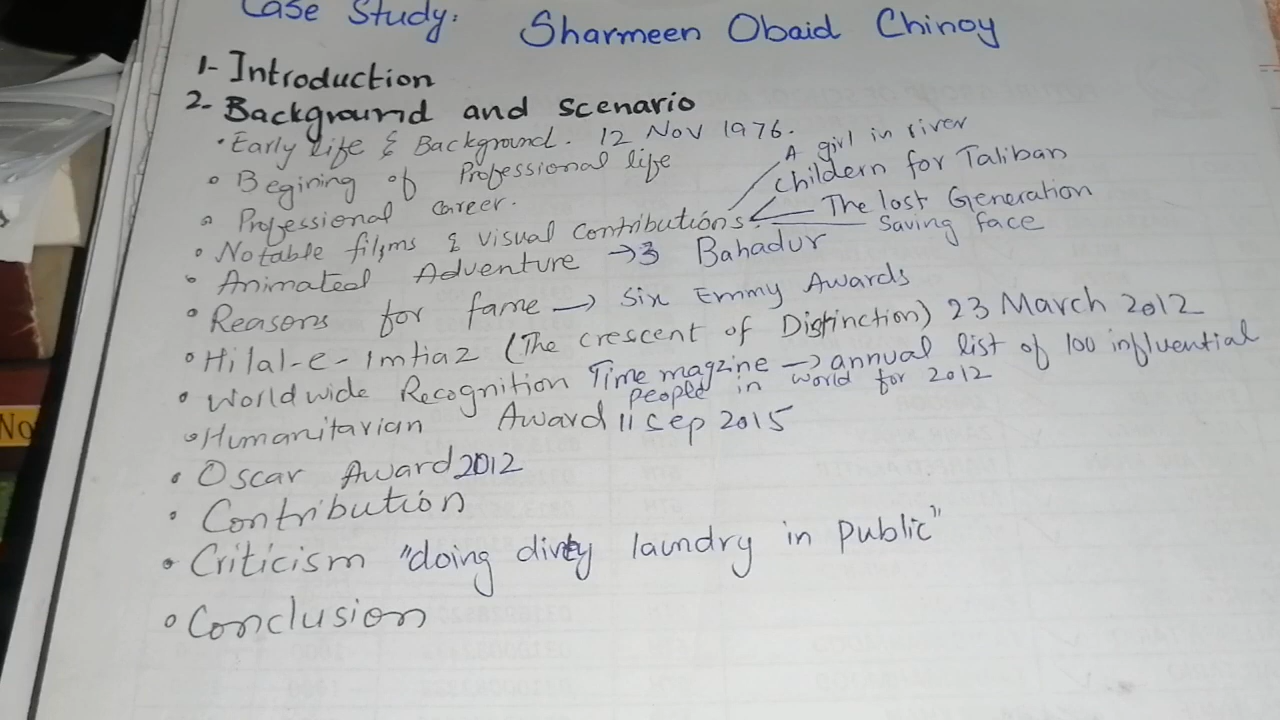 Case Study: Sharmeen Obaid Chinoy
1- Introduction
2- Background and scenario
• Early life & Background. 12 Nov 1976.
• Begining of Professional life
• Professional career.
• Notable films & visual contributions.
A girl in river
childern for Taliban
The lost Generation
Saving face
• Animated Adventure → 3 Bahadur
• Reasons for fame → Six Emmy Awards
• Hilal-e-Imtiaz (The crescent of Distinction) 23 March 2012
• Worldwide Recognition Time magzine → annual list of 100 influential
people in world for 2012
• Humanitarian Award 11 sep 2015
• Oscar Award 2012
• Contribution
• Criticism "doing dirty laundry in public"
• Conclusion
No